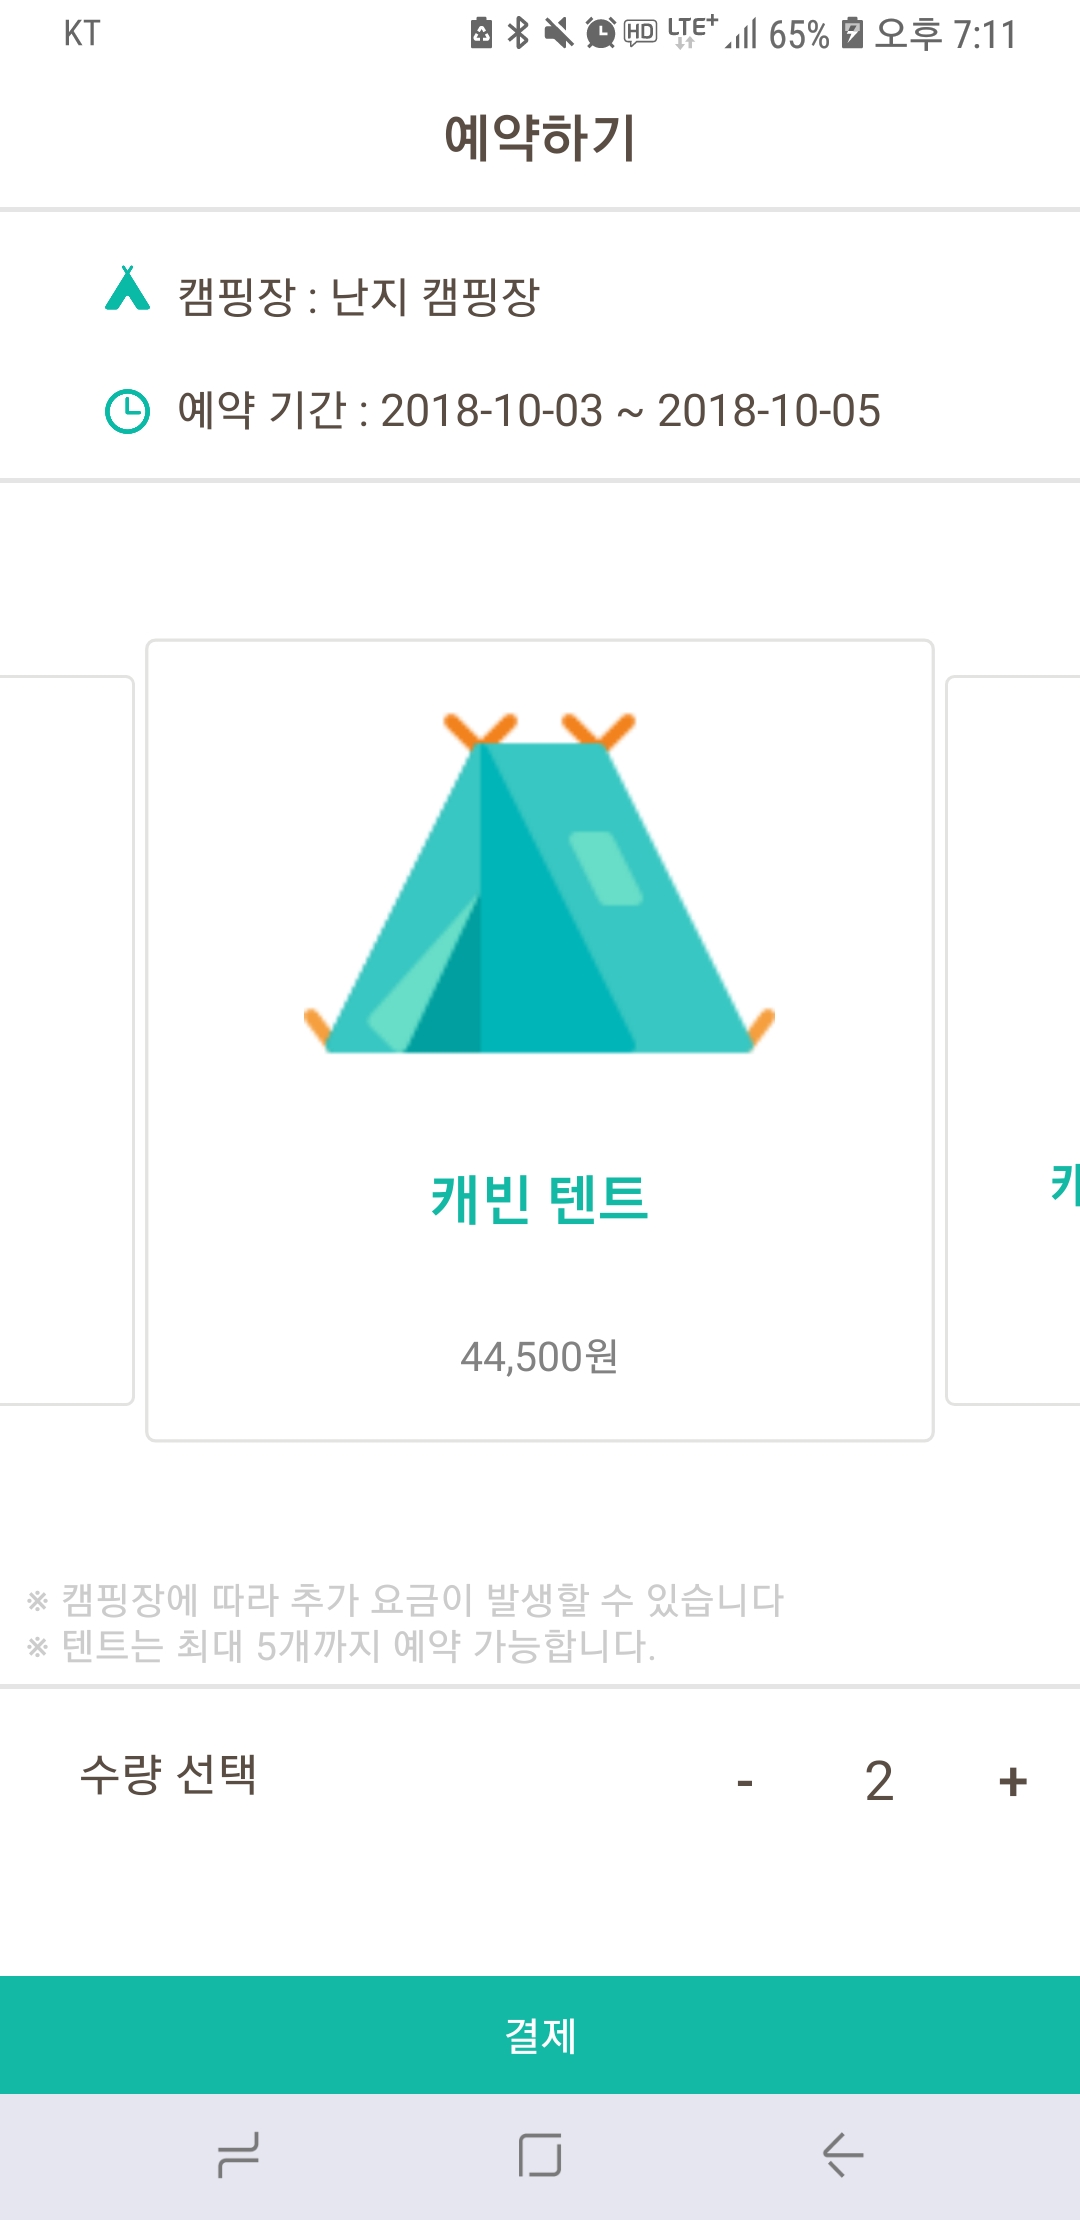 KT HD LTE+ 65% 오후 7:11
예약하기
캠핑장 : 난지 캠핑장
예약 기간 : 2018-10-03 ~ 2018-10-05
캐빈 텐트
44,500원
※ 캠핑장에 따라 추가 요금이 발생할 수 있습니다
※ 텐트는 최대 5개까지 예약 가능합니다.
수량 선택 - 2 +
결제